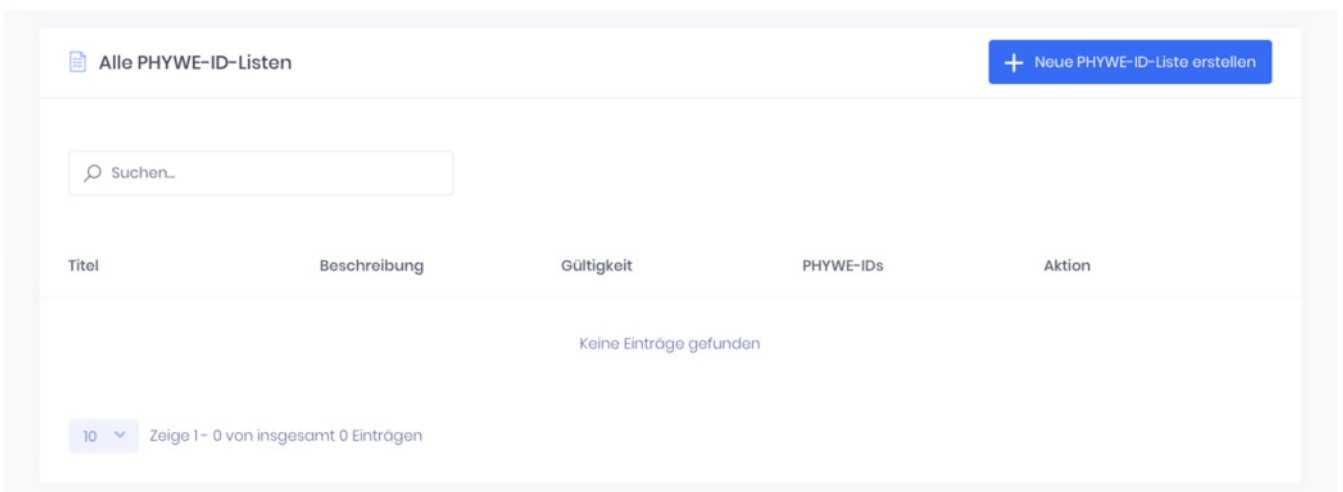 Alle PHYWE-ID-Listen
Neue PHYWE-ID-Liste erstellen
Suchen...
Titel Beschreibung Gültigkeit PHYWE-IDs Aktion
Keine Einträge gefunden
10 Zeige 1 - 0 von insgesamt 0 Einträgen